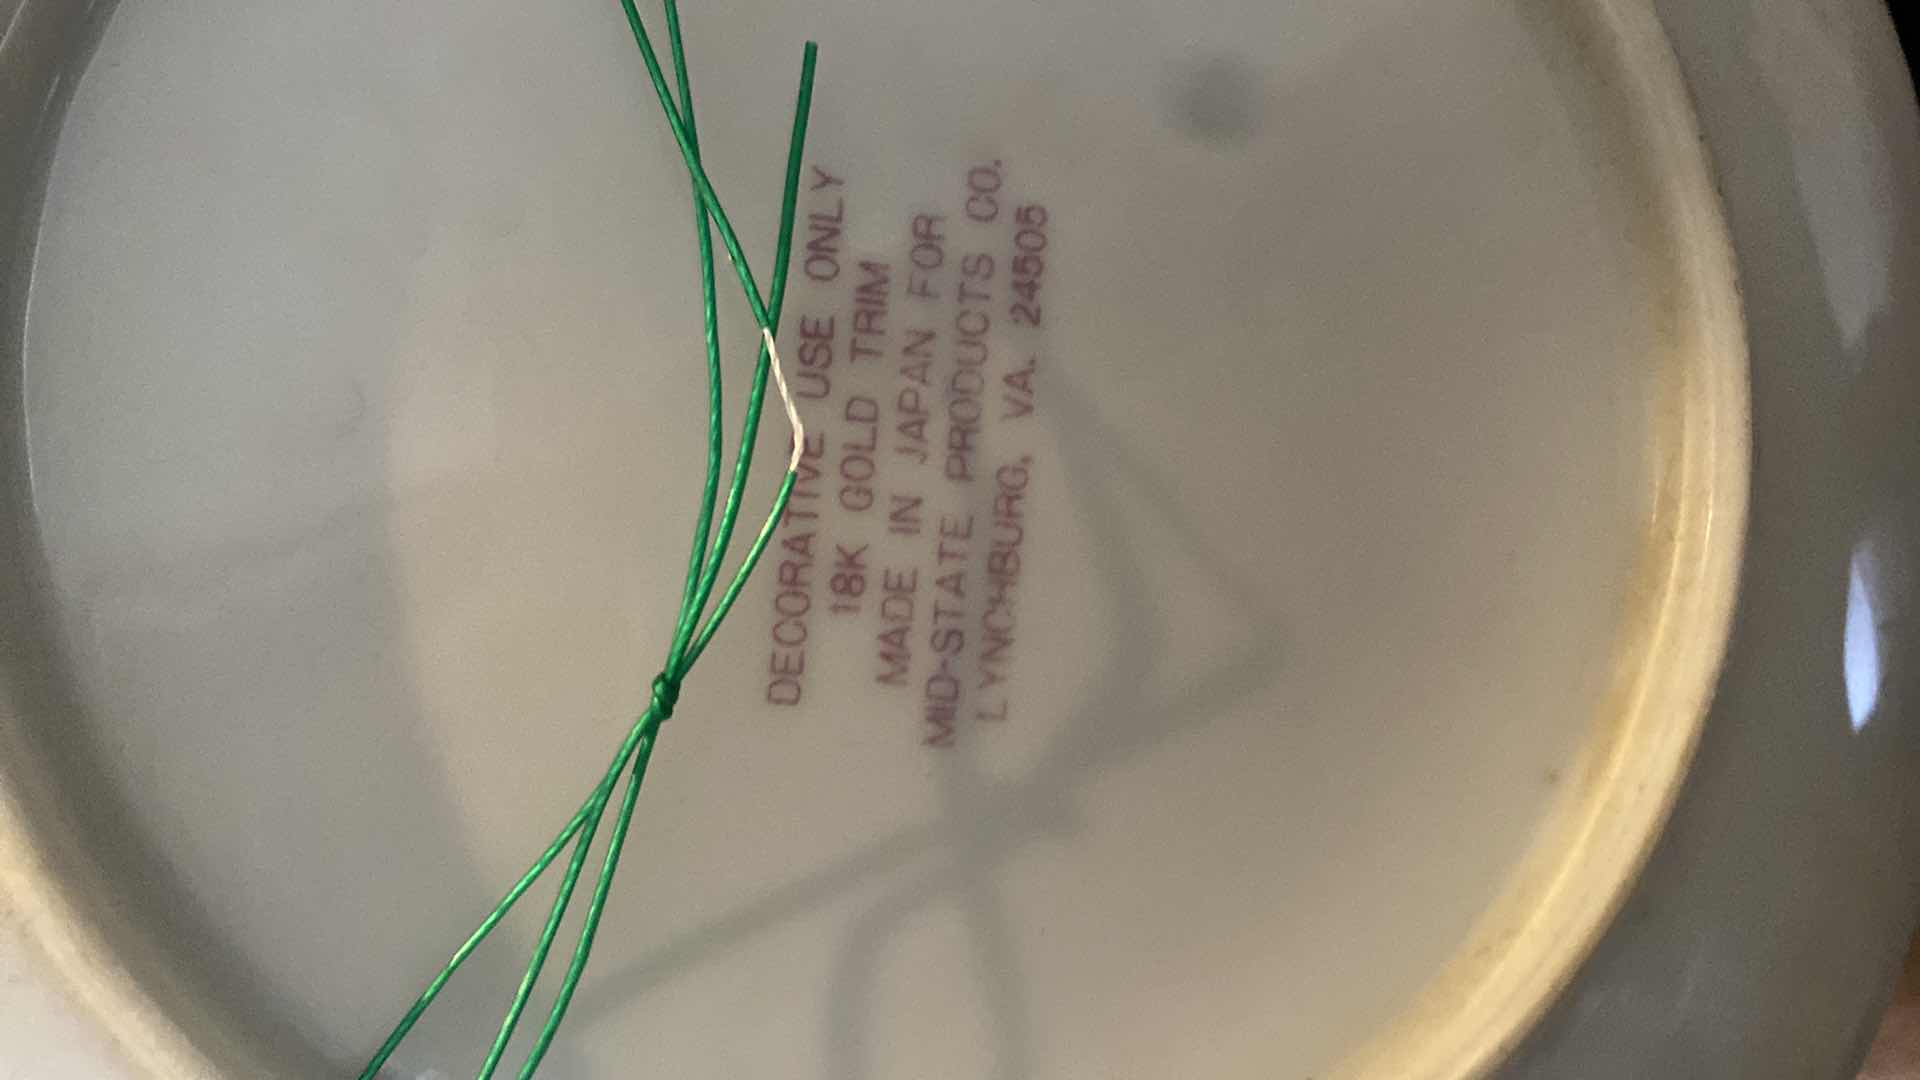 DECORATIVE USE ONLY
18K GOLD TRIM
MADE IN JAPAN FOR
MID-STATE PRODUCTS CO.
LYNCHBURG, VA. 24505